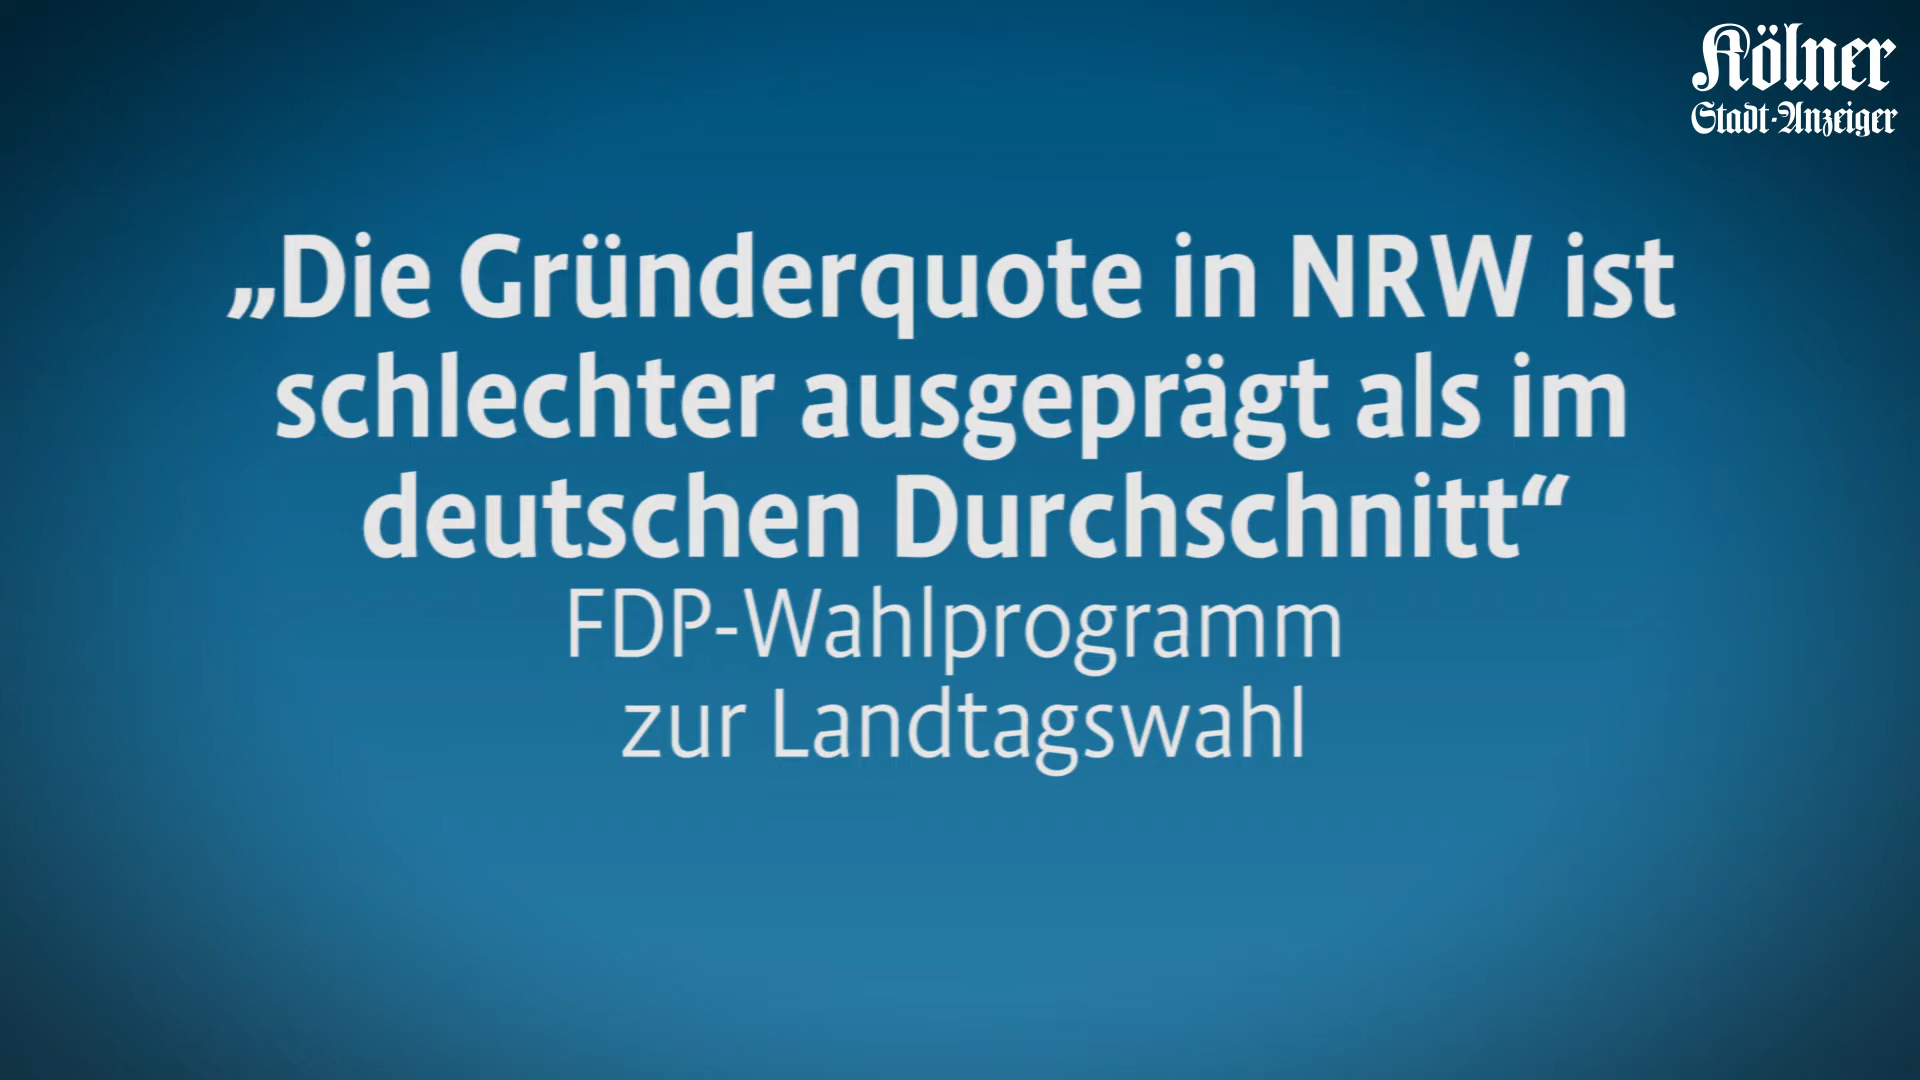 Kölner
Stadt-Anzeiger
„Die Gründerquote in NRW ist
schlechter ausgeprägt als im
deutschen Durchschnitt“
FDP-Wahlprogramm
zur Landtagswahl